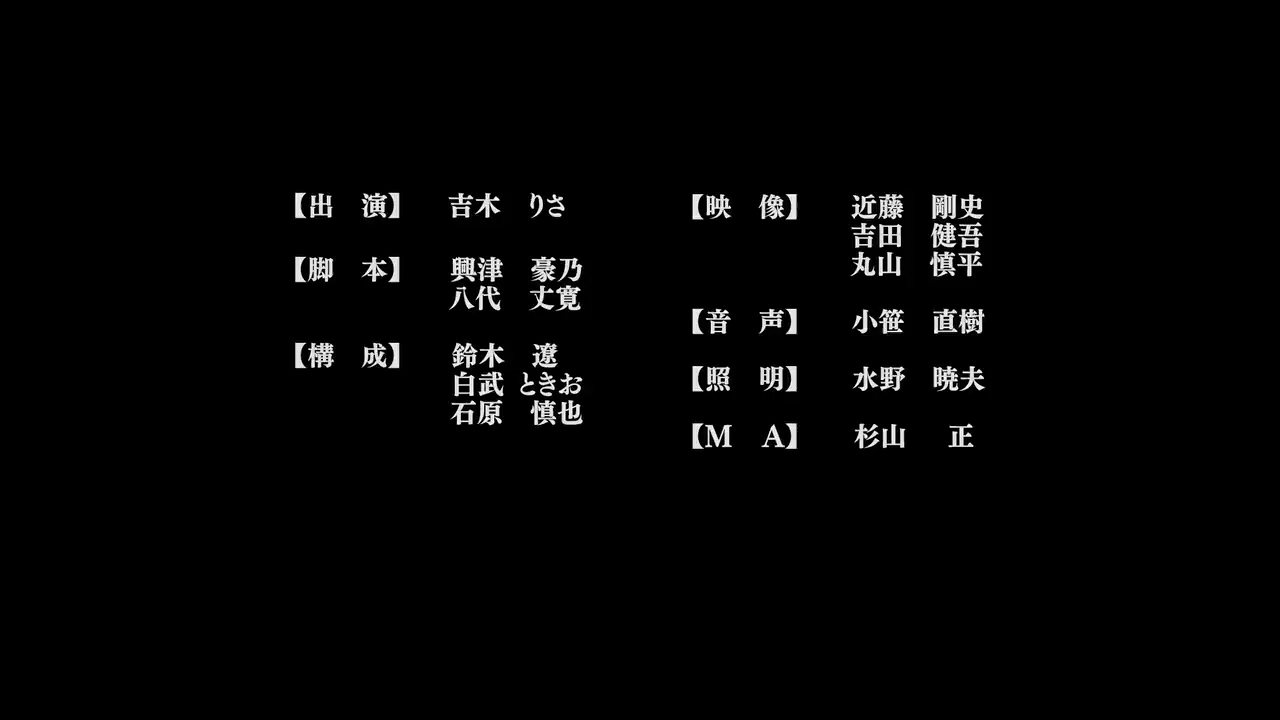 【出　演】　吉木　りさ
【脚　本】　興津　豪乃
八代　丈寛
【構　成】　鈴木　遼
白武 ときお
石原　慎也
【映　像】　近藤　剛史
吉田　健吾
丸山　慎平
【音　声】　小笹　直樹
【照　明】　水野　暁夫
【M　A】　杉山　正